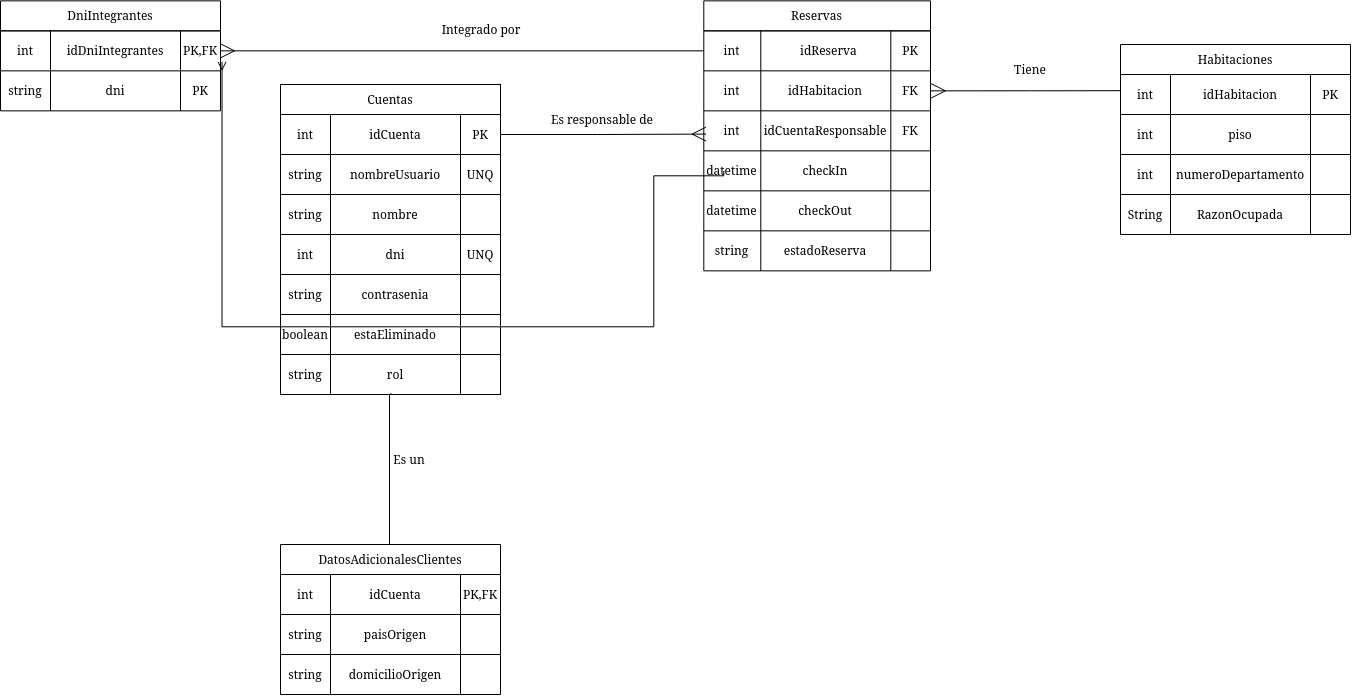 DniIntegrantes
int idDniIntegrantes PK,FK
string dni PK
Integrado por
Reservas
int idReserva PK
int idHabitacion FK
int idCuentaResponsable FK
datetime checkIn
datetime checkOut
string estadoReserva
Tiene
Habitaciones
int idHabitacion PK
int piso
int numeroDepartamento
String RazonOcupada
Es responsable de
Cuentas
int idCuenta PK
string nombreUsuario UNQ
string nombre
int dni UNQ
string contrasenia
boolean estaEliminado
string rol
Es un
DatosAdicionalesClientes
int idCuenta PK,FK
string paisOrigen
string domicilioOrigen